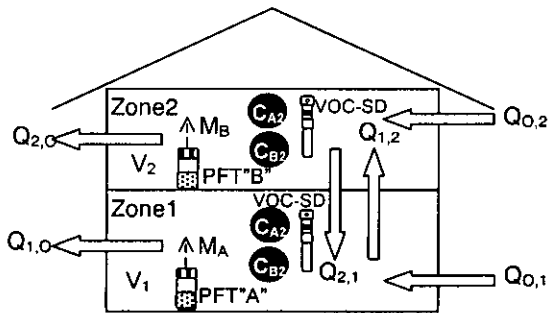 Zone2
VOC-SD
CA2
MB
Q2,O
QO,2
Q1,2
CB2
V2
PFT"B"
Zone1
VOC-SD
CA2
MA
Q1,O
CB2
Q2,1
QO,1
V1
PFT"A"